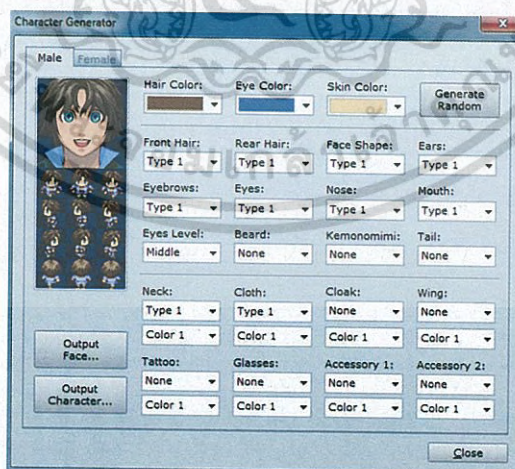 Character Generator
Male Female
Hair Color: Eye Color: Skin Color:
Generate Random
Front Hair: Rear Hair: Face Shape: Ears:
Type 1 Type 1 Type 1 Type 1
Eyebrows: Eyes: Nose: Mouth:
Type 1 Type 1 Type 1 Type 1
Eyes Level: Beard: Kemonomimi: Tail:
Middle None None None
Neck: Cloth: Cloak: Wing:
Type 1 Type 1 None None
Color 1 Color 1 Color 1 Color 1
Output Face...
Tattoo: Glasses: Accessory 1: Accessory 2:
None None None None
Output Character...
Color 1 Color 1 Color 1 Color 1
Close